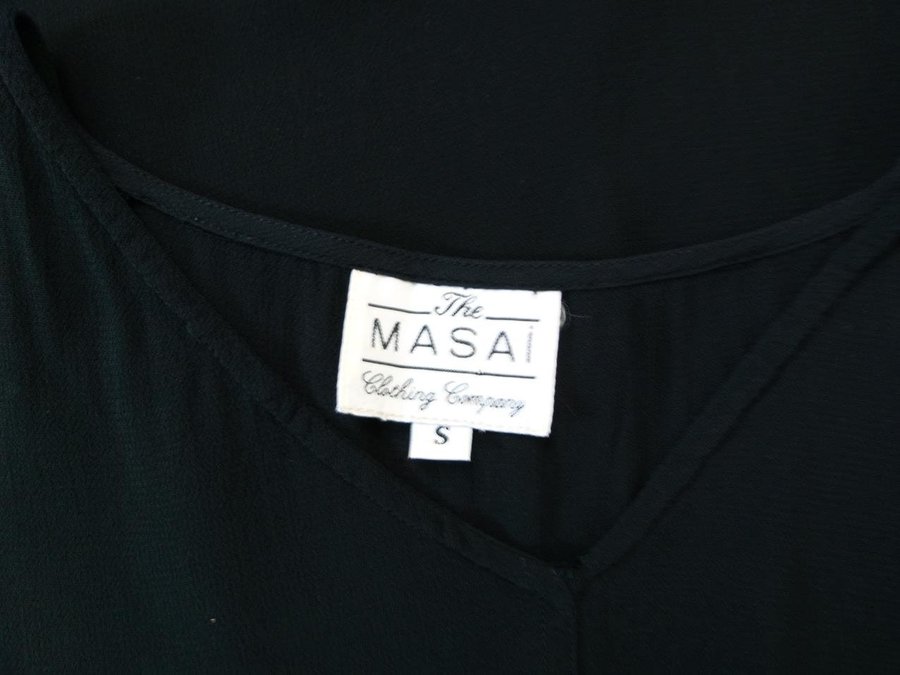 The
MASAi
Clothing Company
S